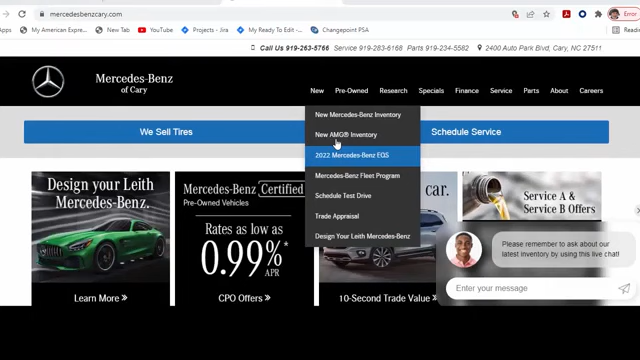 mercedesbenzcary.com
Error
Apps
My American Expre...
New Tab
YouTube
Projects - Jira
My Ready To Edit -...
Changepoint PSA
Call Us 919-263-5766 Service 919-283-6168 Parts 919-234-5582 2400 Auto Park Blvd, Cary, NC 27511
Mercedes-Benz
of Cary
New Pre-Owned Research Specials Finance Service Parts About Careers
New Mercedes-Benz Inventory
New AMG® Inventory
2022 Mercedes-Benz EQS
Mercedes-Benz Fleet Program
Schedule Test Drive
Trade Appraisal
Design Your Leith Mercedes-Benz
We Sell Tires
Schedule Service
Design your Leith
Mercedes-Benz
Learn More »
Mercedes-Benz Certified
Pre-Owned Vehicles
Rates as low as
0.99%*
APR
CPO Offers »
car.
10-Second Trade Value »
Service A &
Service B Offers
Please remember to ask about our
latest inventory by using this live chat!
Enter your message